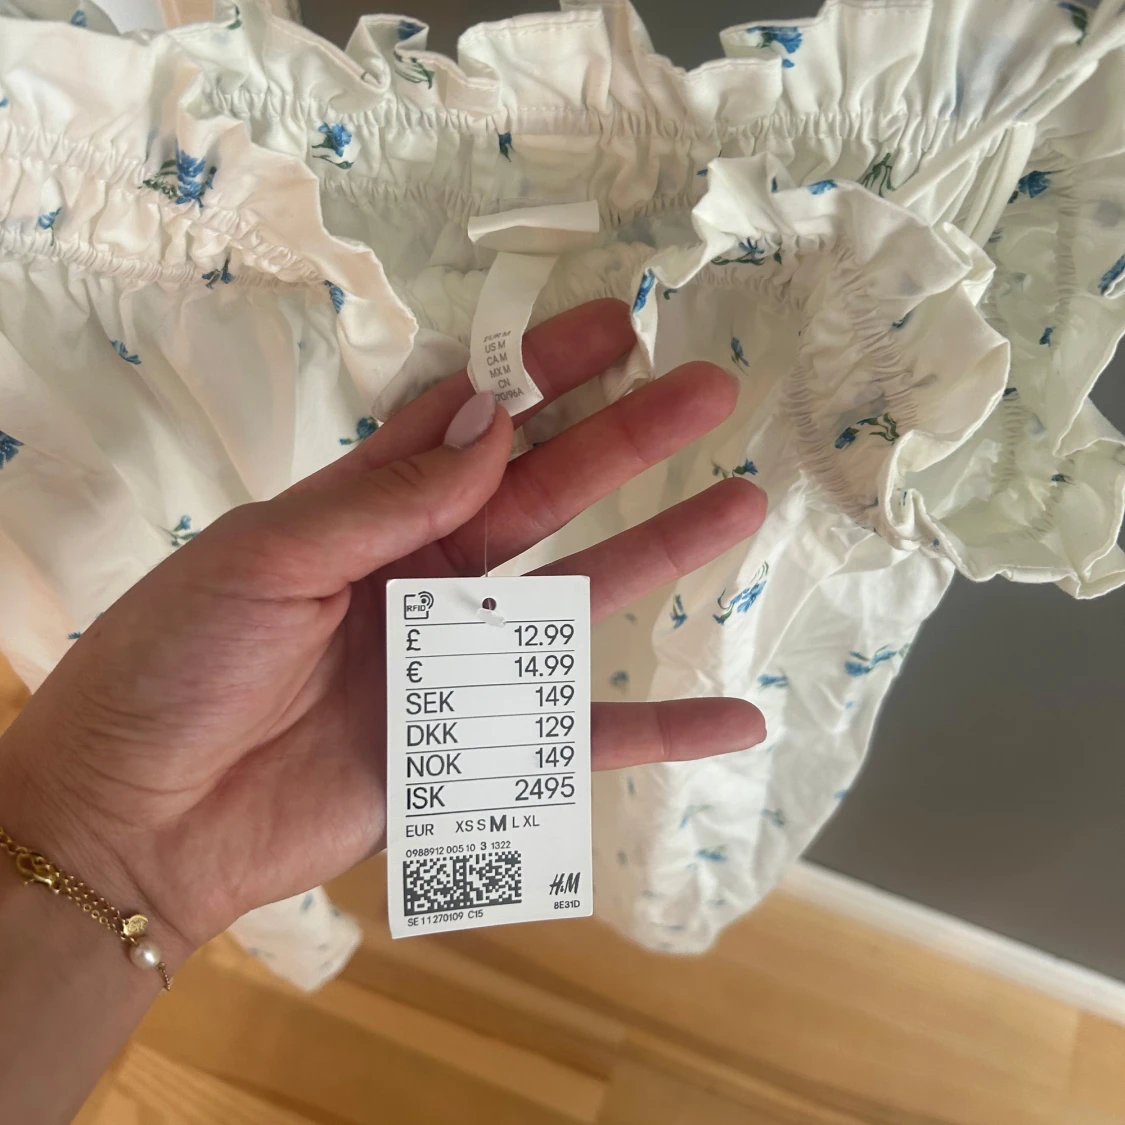 EUR M
US M
CA M
MX M
CN
RFID
£ 12.99
€ 14.99
SEK 149
DKK 129
NOK 149
ISK 2495
EUR XS S M L XL
0988912 005 10 3 1322
H&M
8E31D
SE 11270109 C15